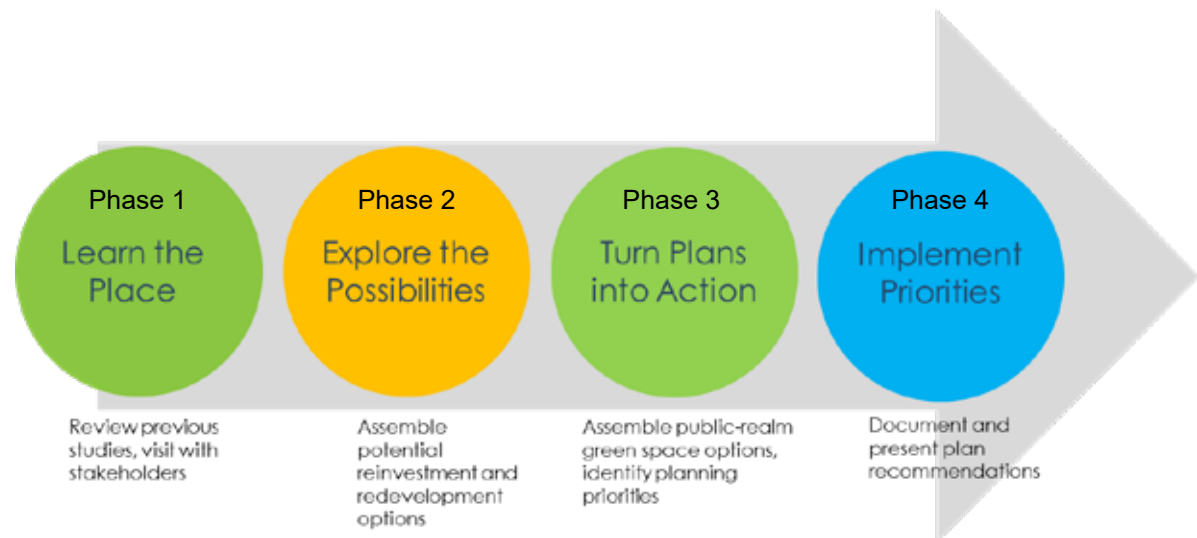 Phase 1
Learn the
Place
Review previous
studies, visit with
stakeholders
Phase 2
Explore the
Possibilities
Assemble
potential
reinvestment and
redevelopment
options
Phase 3
Turn Plans
into Action
Assemble public-realm
green space options,
identify planning
priorities
Phase 4
Implement
Priorities
Document and
present plan
recommendations